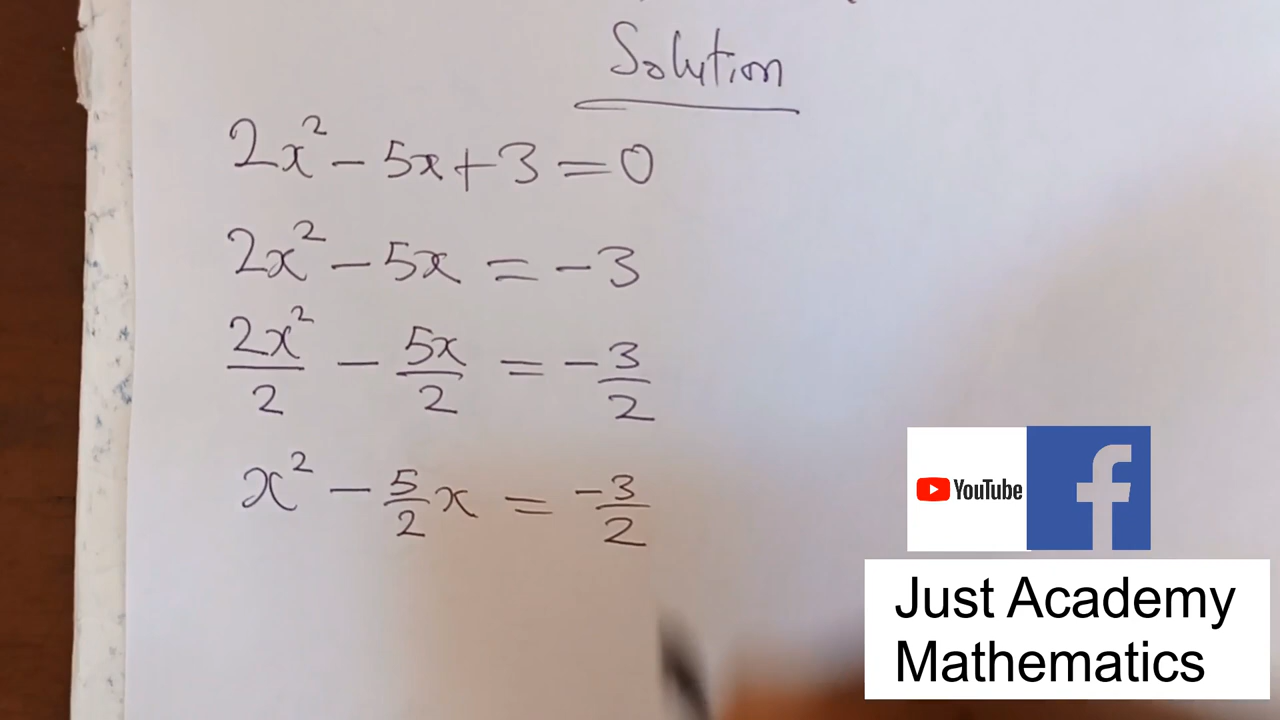 Solution
2x² - 5x + 3 = 0
2x² - 5x = -3
2x²/2 - 5x/2 = -3/2
x² - 5/2 x = -3/2
YouTube
Just Academy
Mathematics